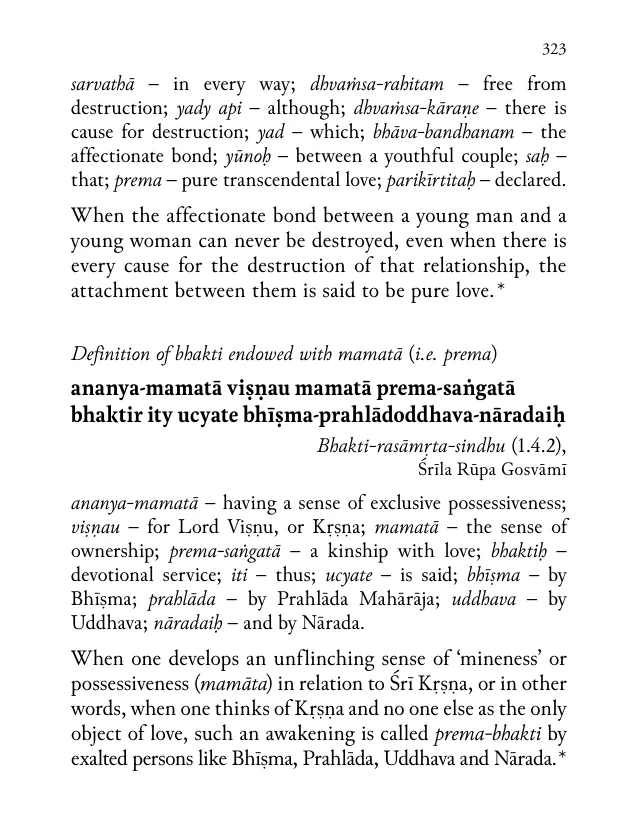 323
sarvathā – in every way; dhvaṁsa-rahitam – free from
destruction; yady api – although; dhvaṁsa-kāraṇe – there is
cause for destruction; yad – which; bhāva-bandhanam – the
affectionate bond; yūnoḥ – between a youthful couple; saḥ –
that; prema – pure transcendental love; parikīrtitaḥ – declared.
When the affectionate bond between a young man and a
young woman can never be destroyed, even when there is
every cause for the destruction of that relationship, the
attachment between them is said to be pure love.*
Definition of bhakti endowed with mamatā (i.e. prema)
ananya-mamatā viṣṇau mamatā prema-saṅgatā
bhaktir ity ucyate bhīṣma-prahlādoddhava-nāradaiḥ
Bhakti-rasāmṛta-sindhu (1.4.2),
Śrīla Rūpa Gosvāmī
ananya-mamatā – having a sense of exclusive possessiveness;
viṣṇau – for Lord Viṣṇu, or Kṛṣṇa; mamatā – the sense of
ownership; prema-saṅgatā – a kinship with love; bhaktiḥ –
devotional service; iti – thus; ucyate – is said; bhīṣma – by
Bhīṣma; prahlāda – by Prahlāda Mahārāja; uddhava – by
Uddhava; nāradaiḥ – and by Nārada.
When one develops an unflinching sense of ‘mineness’ or
possessiveness (mamāta) in relation to Śrī Kṛṣṇa, or in other
words, when one thinks of Kṛṣṇa and no one else as the only
object of love, such an awakening is called prema-bhakti by
exalted persons like Bhīṣma, Prahlāda, Uddhava and Nārada.*